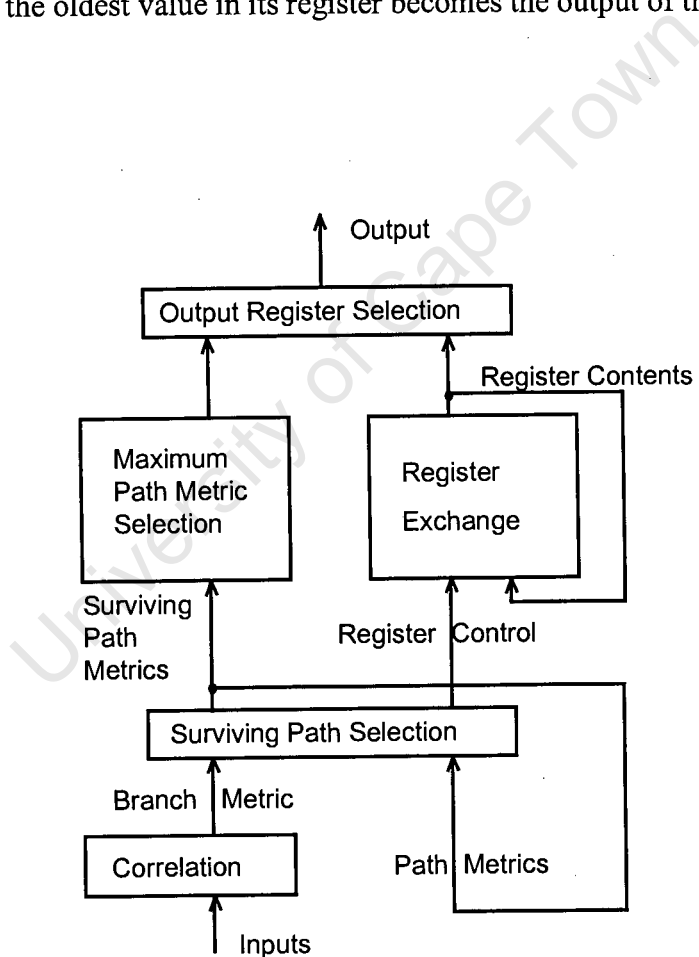 the oldest value in its register becomes the output of th
Output
Output Register Selection
Register Contents
Maximum
Path Metric
Selection
Register
Exchange
Surviving
Path
Metrics
Register Control
Surviving Path Selection
Branch Metric
Correlation
Path Metrics
Inputs
University of Cape Town